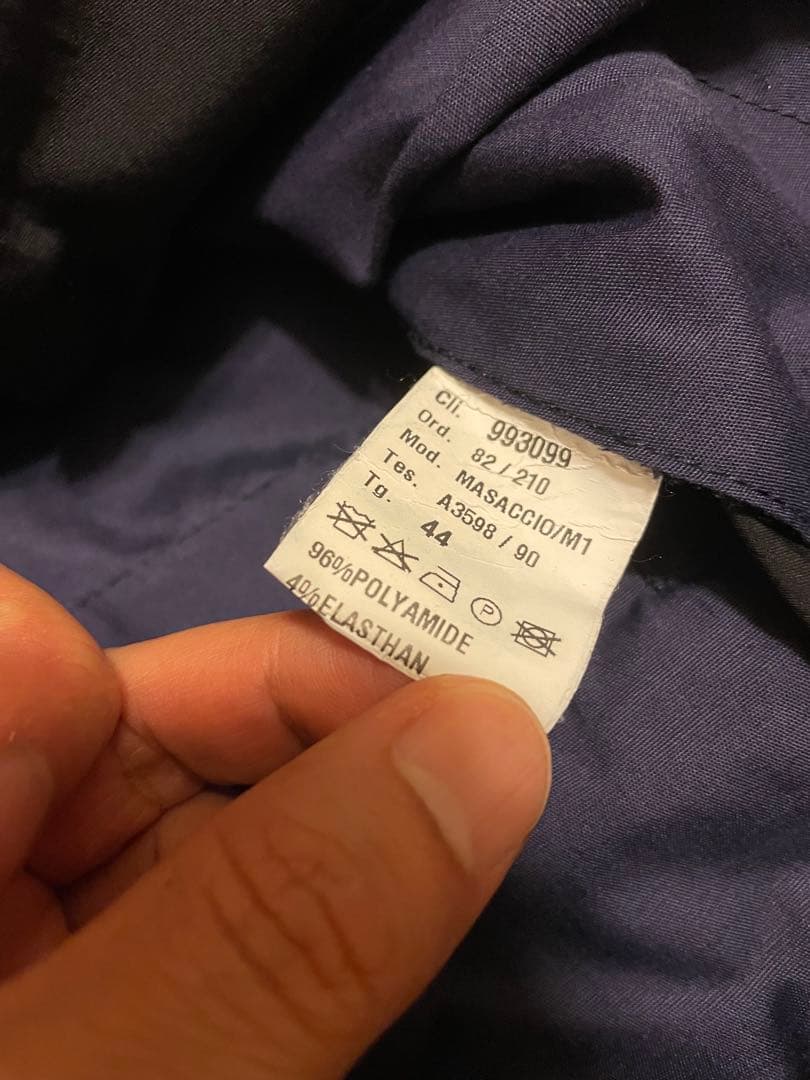 Cli. 993099
Ord. 82 / 210
Mod. MASACCIO/M1
Tes. A3598 / 90
Tg. 44
P
96%POLYAMIDE
4%ELASTHAN